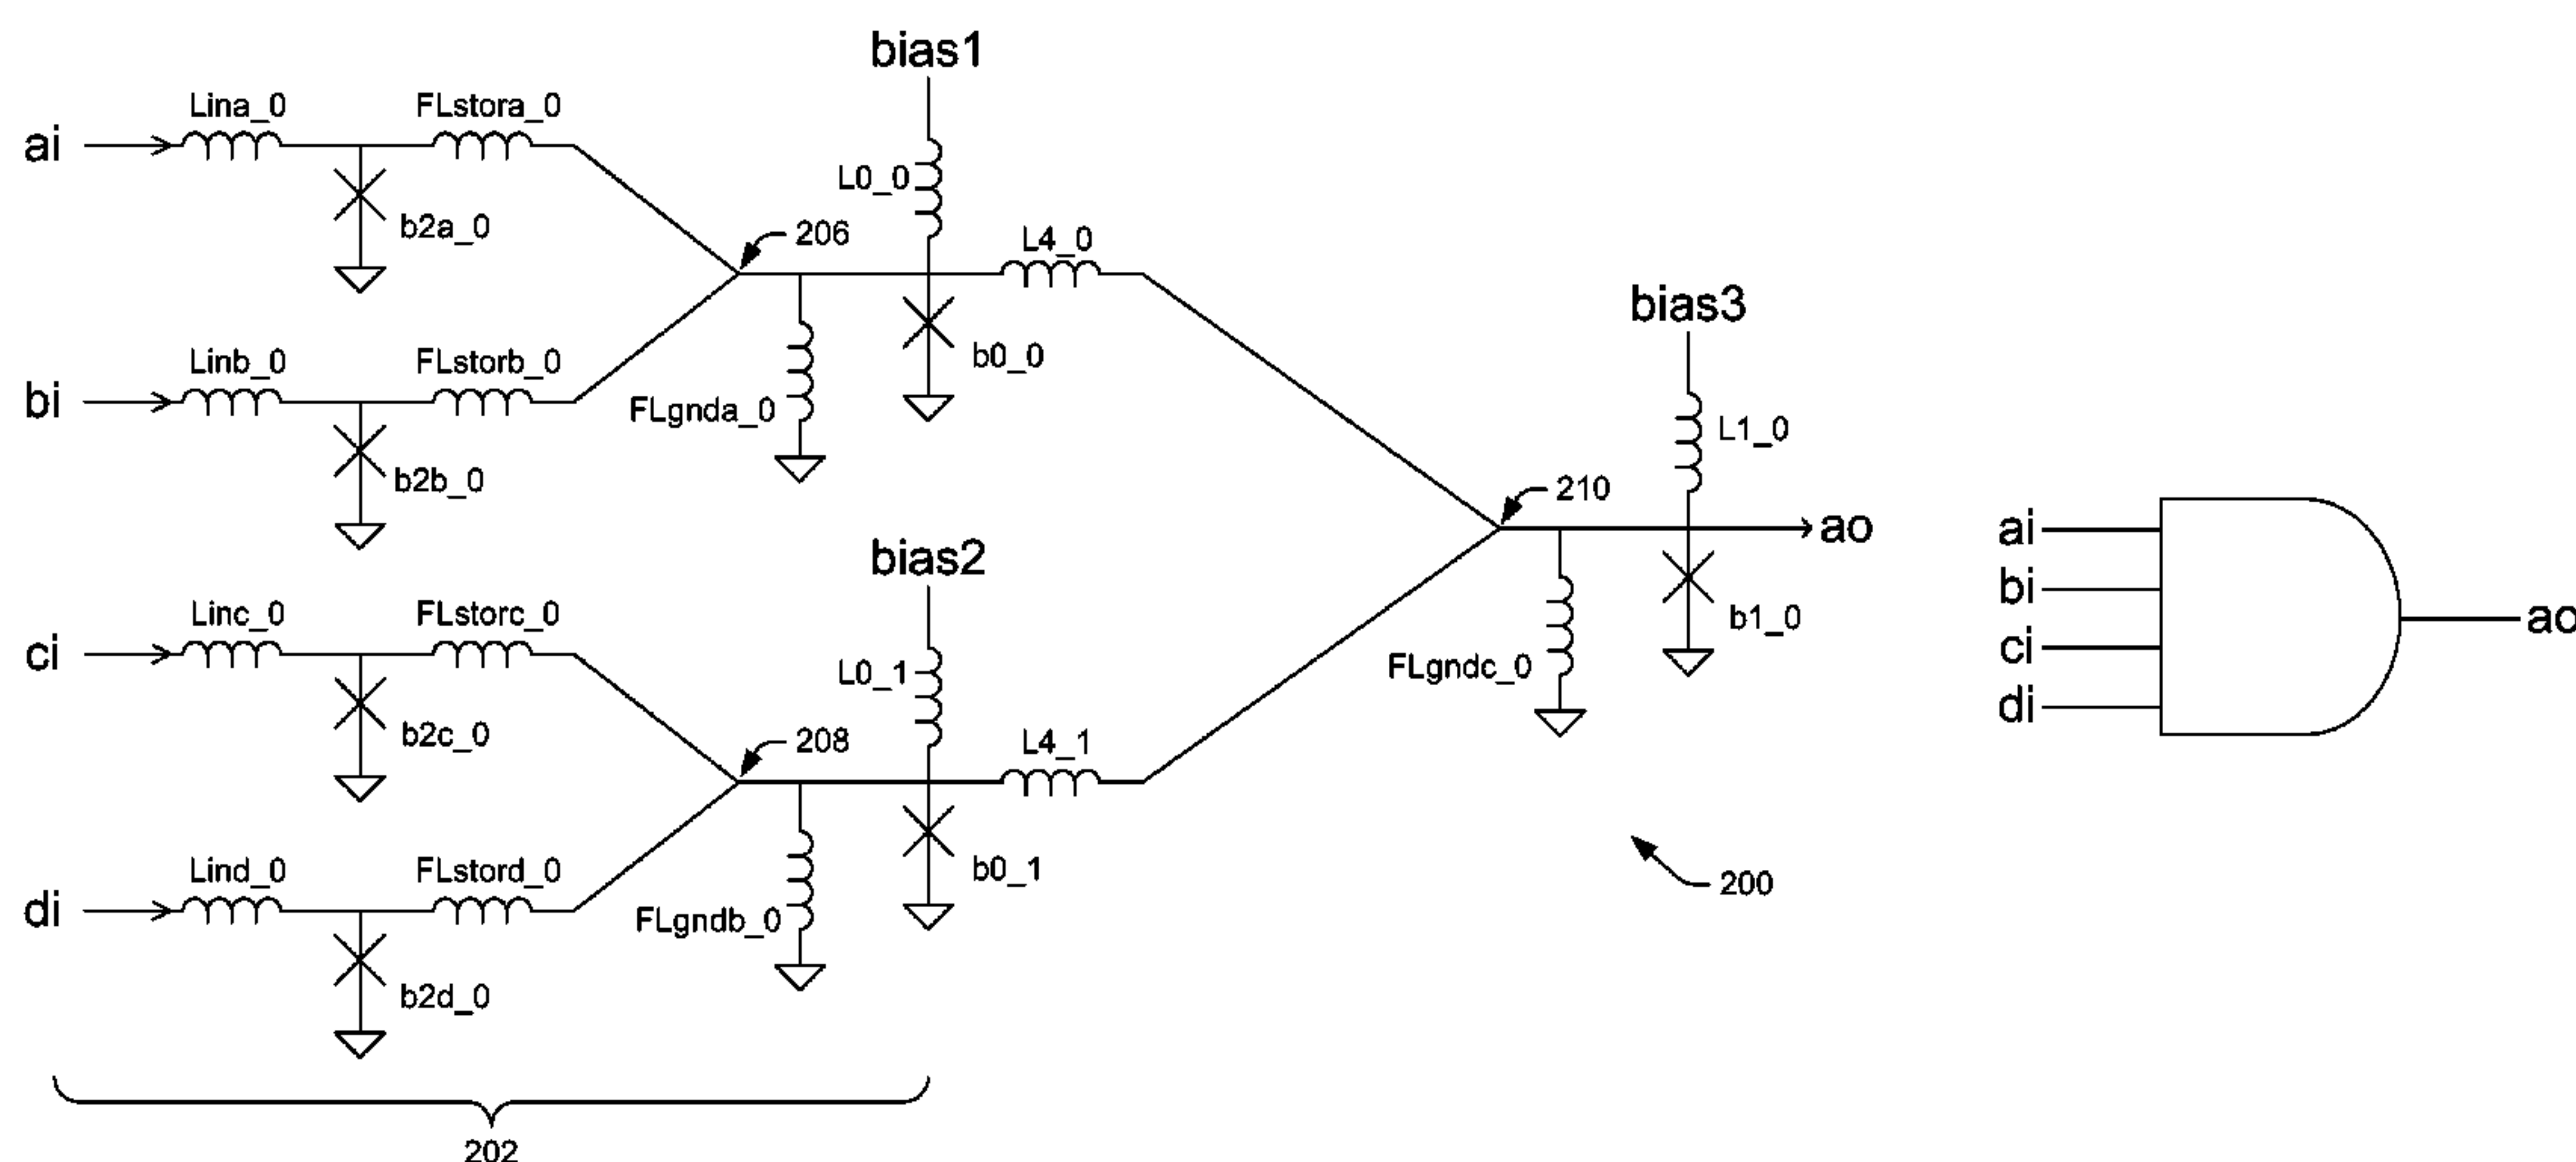 bias1
Lina_0
FLstora_0
ai
b2a_0
L0_0
206
L4_0
Linb_0
FLstorb_0
bi
b2b_0
FLgnda_0
b0_0
bias3
L1_0
210
ao
b1_0
FLgndc_0
bias2
Linc_0
FLstorc_0
ci
b2c_0
L0_1
208
L4_1
Lind_0
FLstord_0
di
b2d_0
FLgndb_0
b0_1
200
202
ai
bi
ci
di
ao